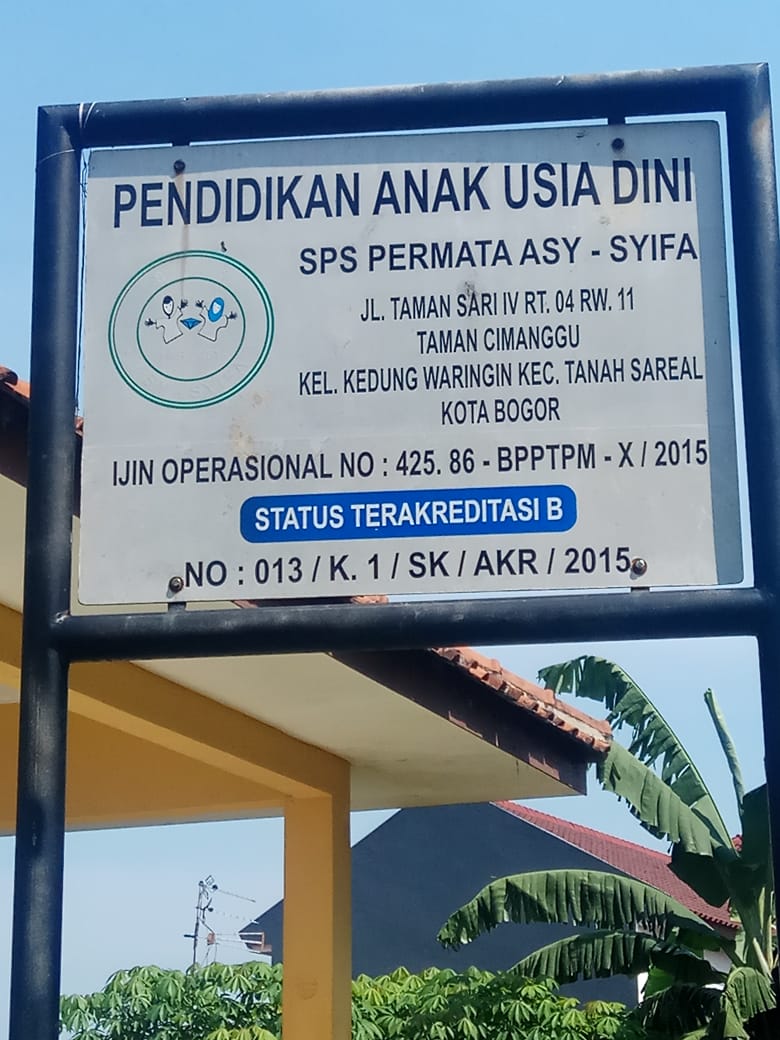 PENDIDIKAN ANAK USIA DINI
SPS PERMATA ASY - SYIFA
JL. TAMAN SARI IV RT. 04 RW. 11
TAMAN CIMANGGU
KEL. KEDUNG WARINGIN KEC. TANAH SAREAL
KOTA BOGOR
IJIN OPERASIONAL NO : 425. 86 - BPPTPM - X / 2015
STATUS TERAKREDITASI B
NO : 013 / K. 1 / SK / AKR / 2015